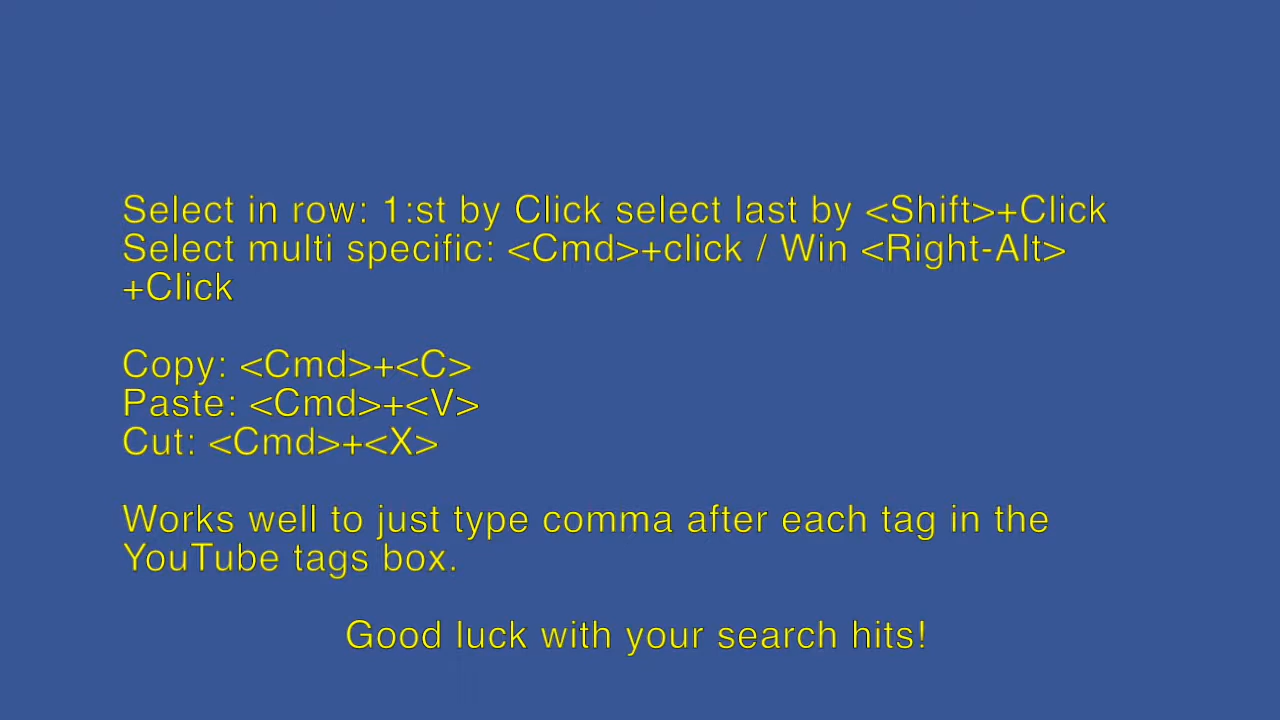 Select in row: 1:st by Click select last by <Shift>+Click
Select multi specific: <Cmd>+click / Win <Right-Alt>
+Click
Copy: <Cmd>+<C>
Paste: <Cmd>+<V>
Cut: <Cmd>+<X>
Works well to just type comma after each tag in the
YouTube tags box.
Good luck with your search hits!